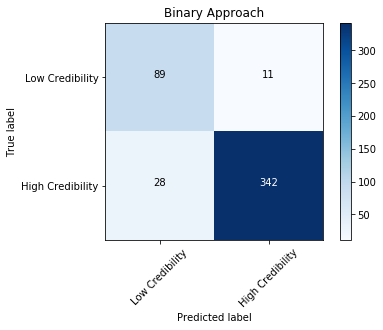 Binary Approach
True label
Low Credibility
89
11
High Credibility
28
342
Low Credibility
High Credibility
Predicted label
300
250
200
150
100
50